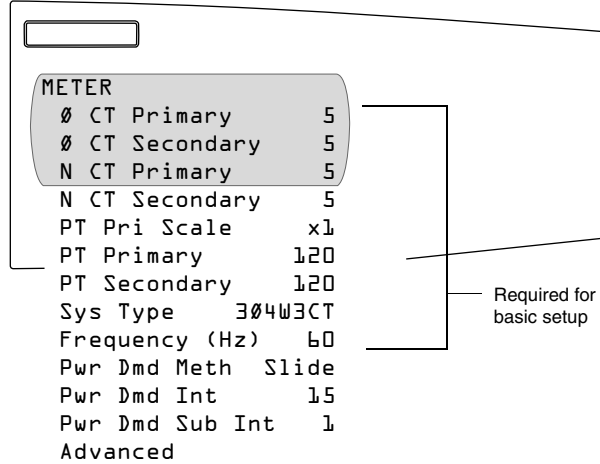 METER
Ø CT Primary 5
Ø CT Secondary 5
N CT Primary 5
N CT Secondary 5
PT Pri Scale x1
PT Primary 120
PT Secondary 120
Sys Type 3Ø4W3CT
Frequency (Hz) 60
Pwr Dmd Meth Slide
Pwr Dmd Int 15
Pwr Dmd Sub Int 1
Advanced
Required for
basic setup